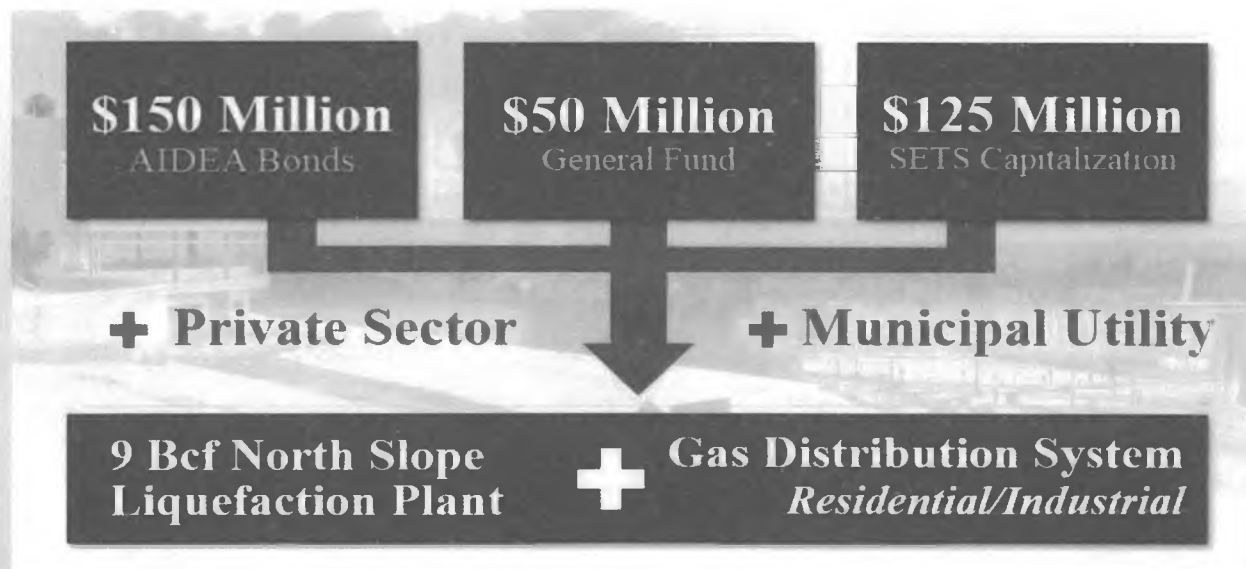 $150 Million
AIDEA Bonds
$50 Million
General Fund
$125 Million
SETS Capitalization
+ Private Sector
+ Municipal Utility
9 Bcf North Slope
Liquefaction Plant
+
Gas Distribution System
Residential/Industrial